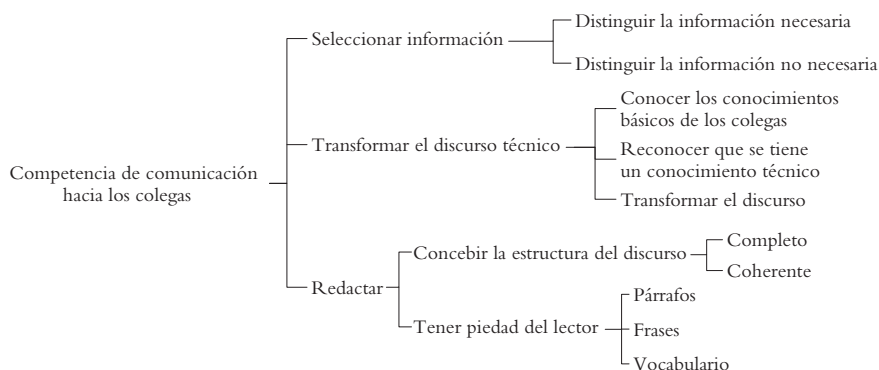 Competencia de comunicación
hacia los colegas
Seleccionar información
Distinguir la información necesaria
Distinguir la información no necesaria
Transformar el discurso técnico
Conocer los conocimientos
básicos de los colegas
Reconocer que se tiene
un conocimiento técnico
Transformar el discurso
Redactar
Concebir la estructura del discurso
Completo
Coherente
Tener piedad del lector
Párrafos
Frases
Vocabulario